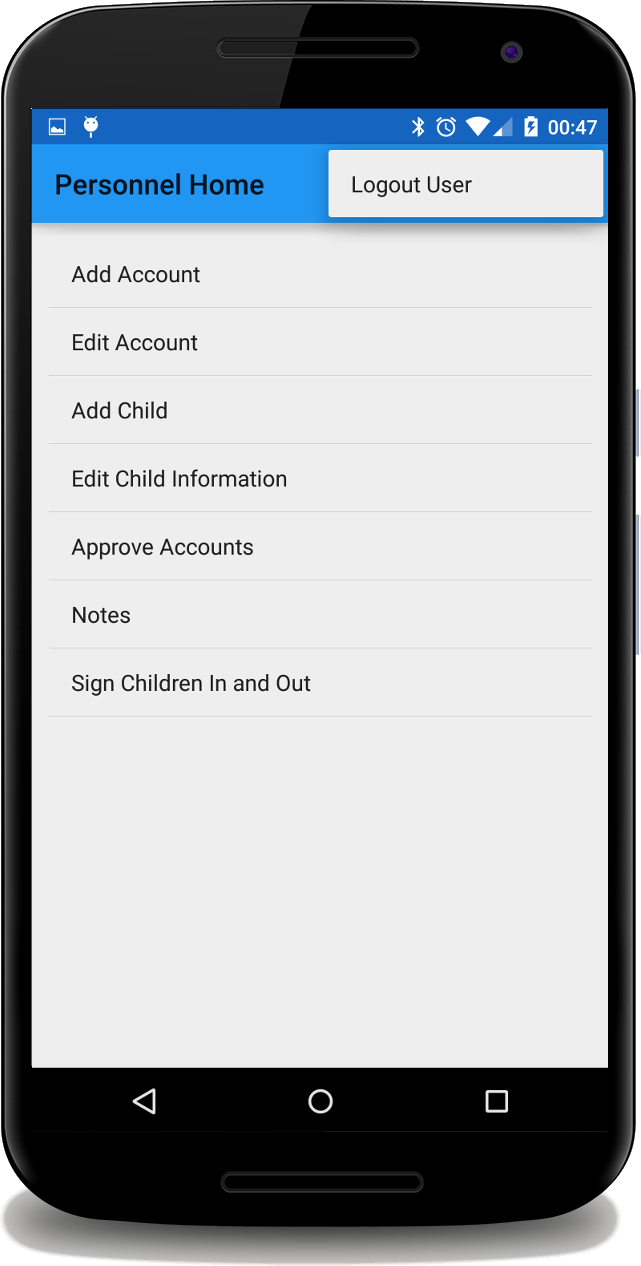 00:47
Personnel Home
Logout User
Add Account
Edit Account
Add Child
Edit Child Information
Approve Accounts
Notes
Sign Children In and Out